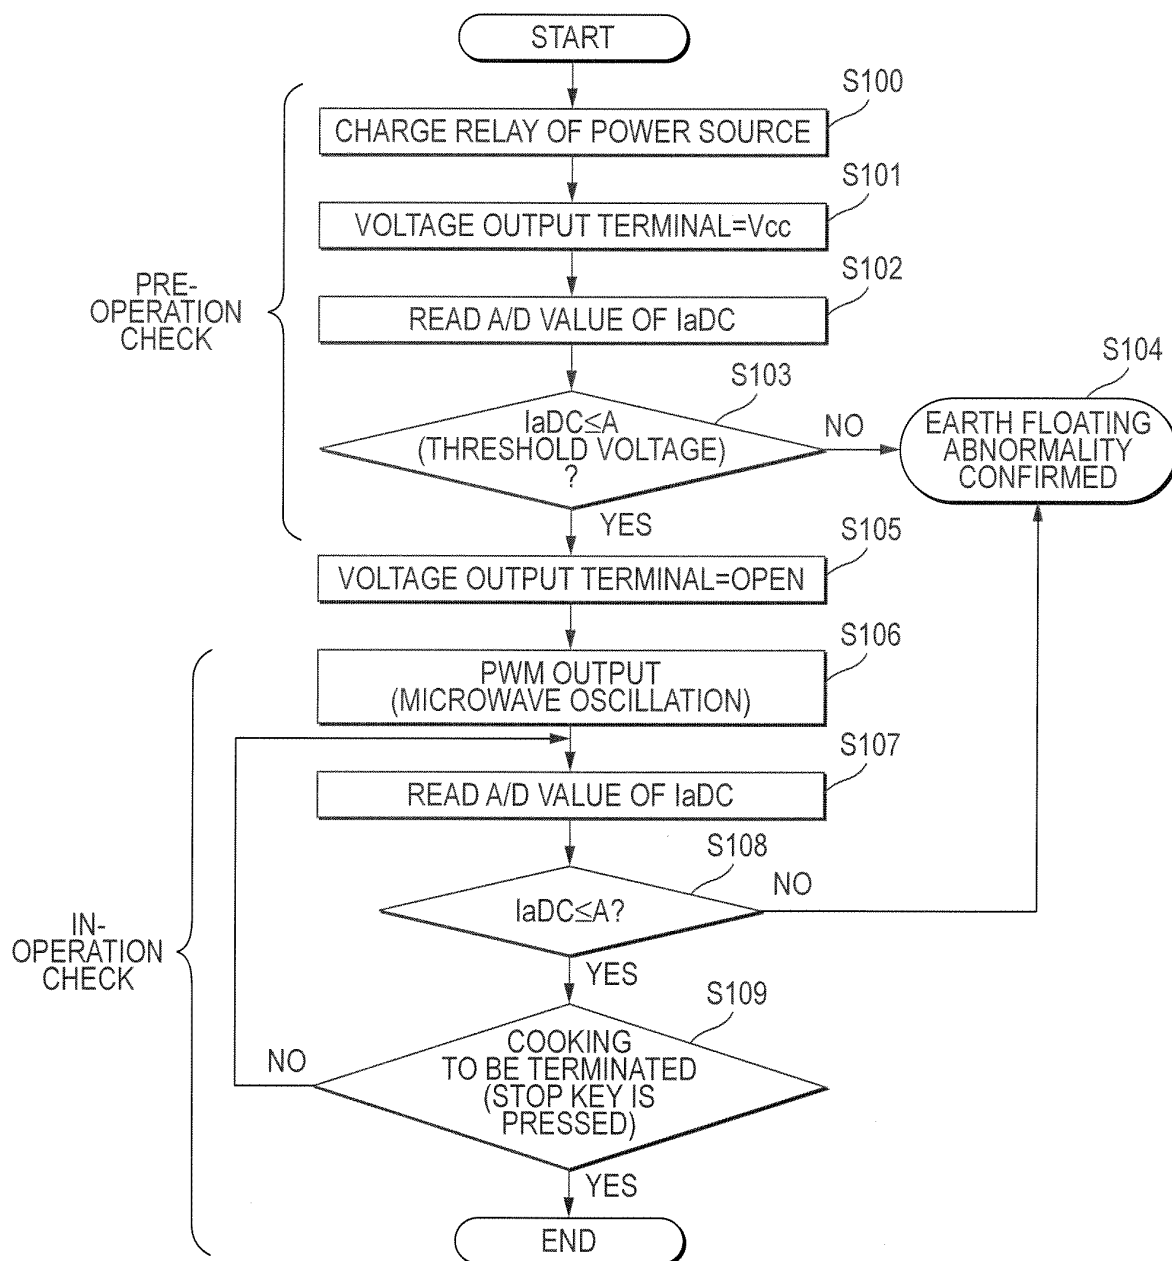 START
S100
CHARGE RELAY OF POWER SOURCE
S101
VOLTAGE OUTPUT TERMINAL=Vcc
S102
READ A/D VALUE OF IaDC
PRE-
OPERATION
CHECK
S103
IaDC≤A
(THRESHOLD VOLTAGE)
?
NO
S104
EARTH FLOATING
ABNORMALITY
CONFIRMED
YES
S105
VOLTAGE OUTPUT TERMINAL=OPEN
S106
PWM OUTPUT
(MICROWAVE OSCILLATION)
S107
READ A/D VALUE OF IaDC
S108
IaDC≤A?
NO
IN-
OPERATION
CHECK
YES
S109
COOKING
TO BE TERMINATED
(STOP KEY IS
PRESSED)
NO
YES
END